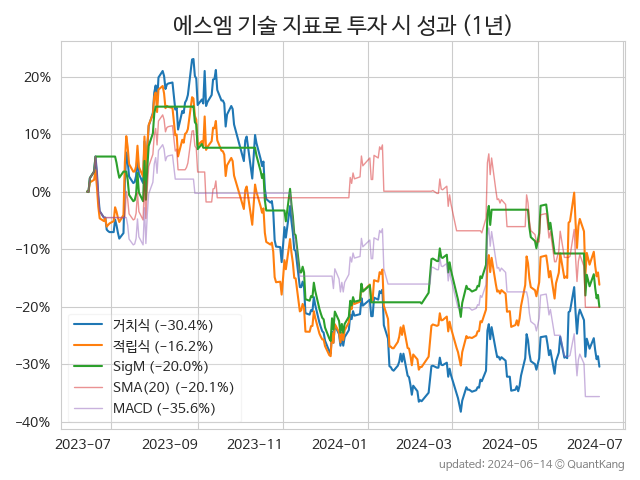 에스엠 기술 지표로 투자 시 성과 (1년)
20%
10%
0%
−10%
−20%
−30%
−40%
거치식 (−30.4%)
적립식 (−16.2%)
SigM (−20.0%)
SMA(20) (−20.1%)
MACD (−35.6%)
2023−07 2023−09 2023−11 2024−01 2024−03 2024−05 2024−07
updated: 2024-06-14 © QuantKang